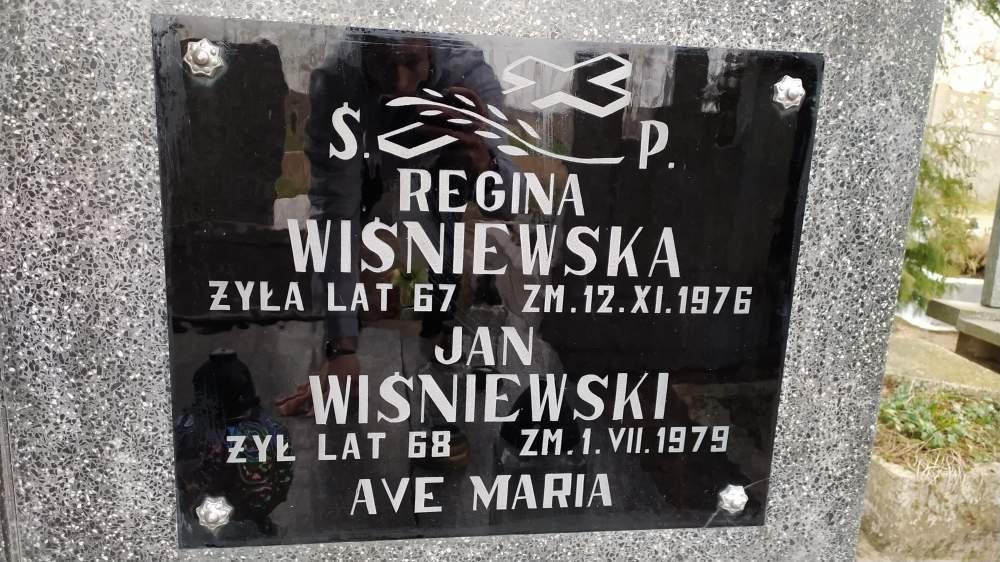 Ś. P.
REGINA
WIŚNIEWSKA
ŻYŁA LAT 67 ZM. 12. XI. 1976
JAN
WIŚNIEWSKI
ŻYŁ LAT 68 ZM. 1. VII. 1979
AVE MARIA